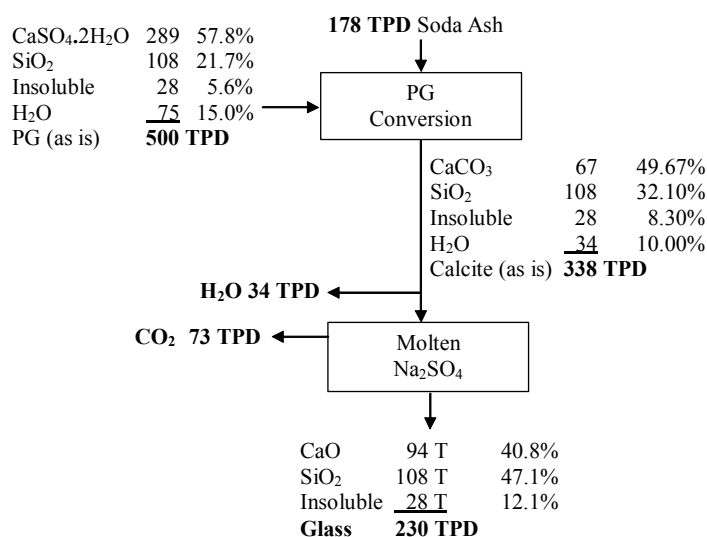 CaSO₄.2H₂O 289 57.8%
SiO₂ 108 21.7%
Insoluble 28 5.6%
H₂O 75 15.0%
PG (as is) 500 TPD
178 TPD Soda Ash
PG
Conversion
CaCO₃ 67 49.67%
SiO₂ 108 32.10%
Insoluble 28 8.30%
H₂O 34 10.00%
Calcite (as is) 338 TPD
H₂O 34 TPD
CO₂ 73 TPD
Molten
Na₂SO₄
CaO 94 T 40.8%
SiO₂ 108 T 47.1%
Insoluble 28 T 12.1%
Glass 230 TPD